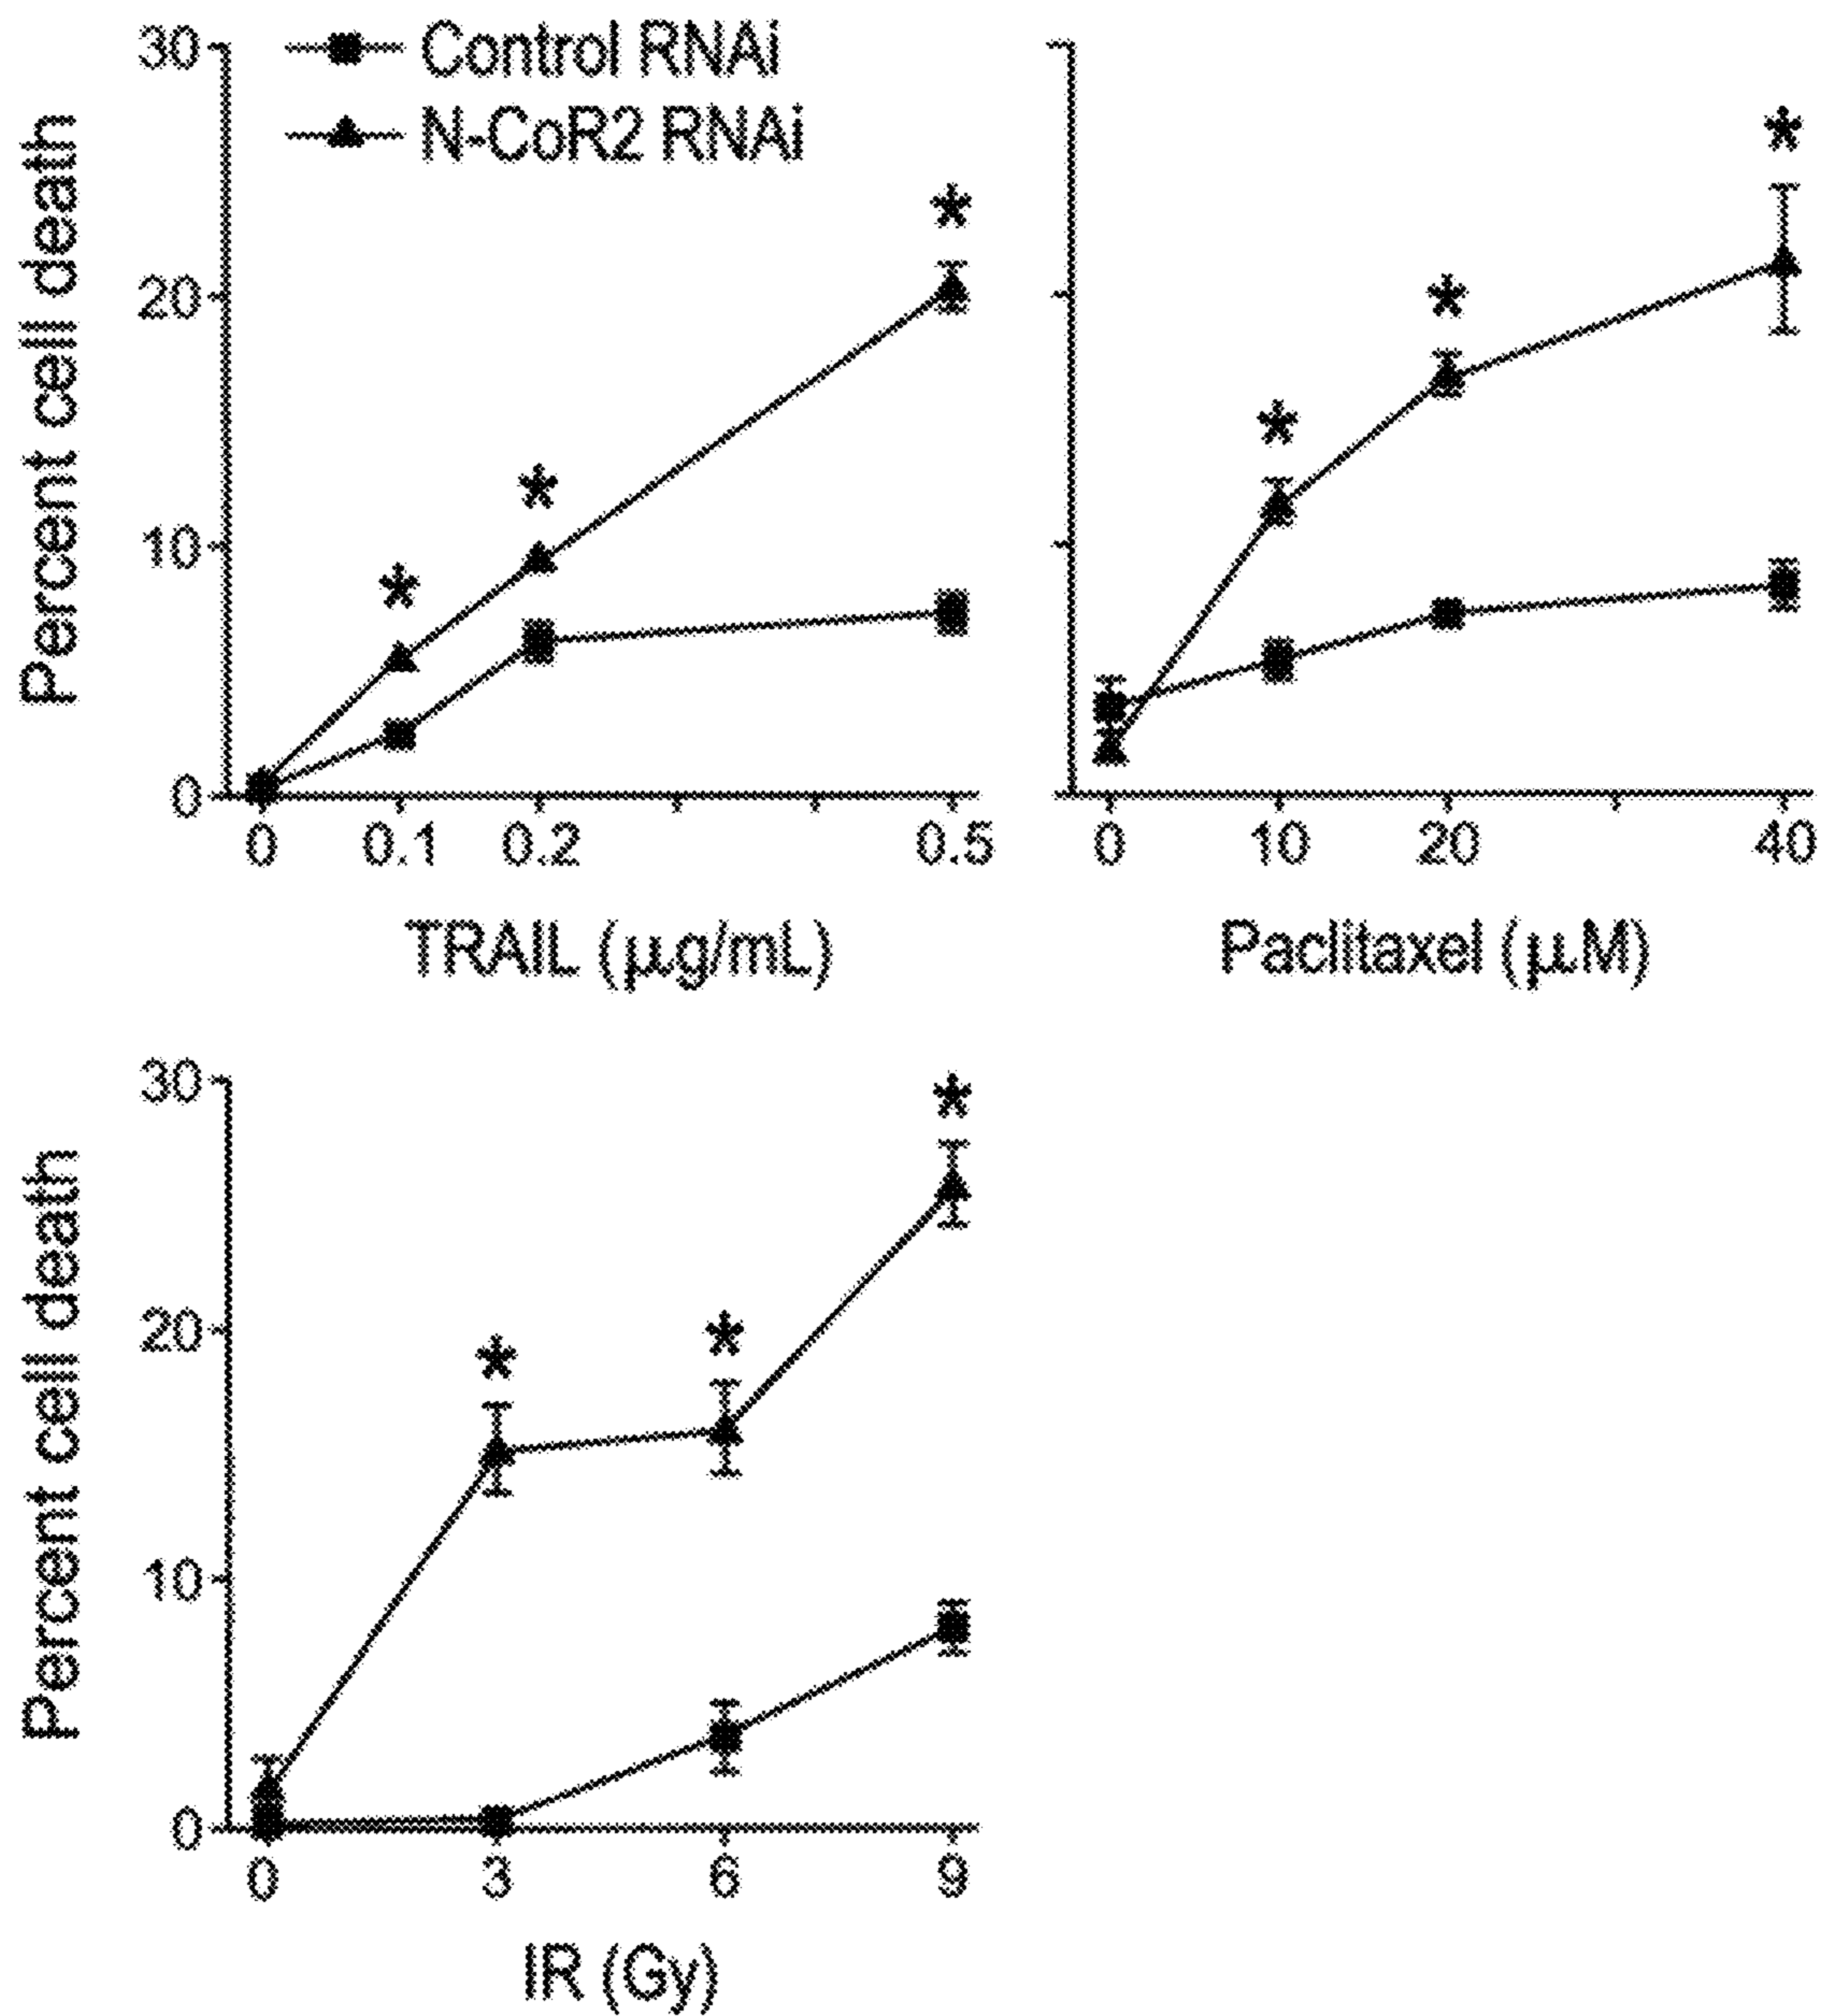 Control RNAi
N-CoR2 RNAi
Percent cell death
30
20
10
0
*
*
*
0 0.1 0.2 0.5
TRAIL (μg/mL)
*
*
*
0 10 20 40
Paclitaxel (μM)
Percent cell death
30
20
10
0
*
*
*
0 3 6 9
IR (Gy)